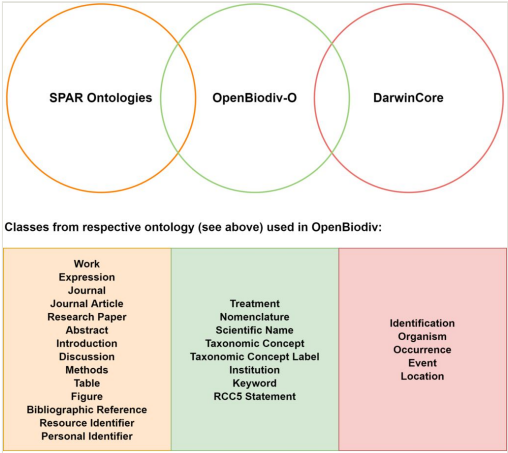 SPAR Ontologies
OpenBiodiv-O
DarwinCore
Classes from respective ontology (see above) used in OpenBiodiv:
Work
Expression
Journal
Journal Article
Research Paper
Abstract
Introduction
Discussion
Methods
Table
Figure
Bibliographic Reference
Resource Identifier
Personal Identifier
Treatment
Nomenclature
Scientific Name
Taxonomic Concept
Taxonomic Concept Label
Institution
Keyword
RCC5 Statement
Identification
Organism
Occurrence
Event
Location